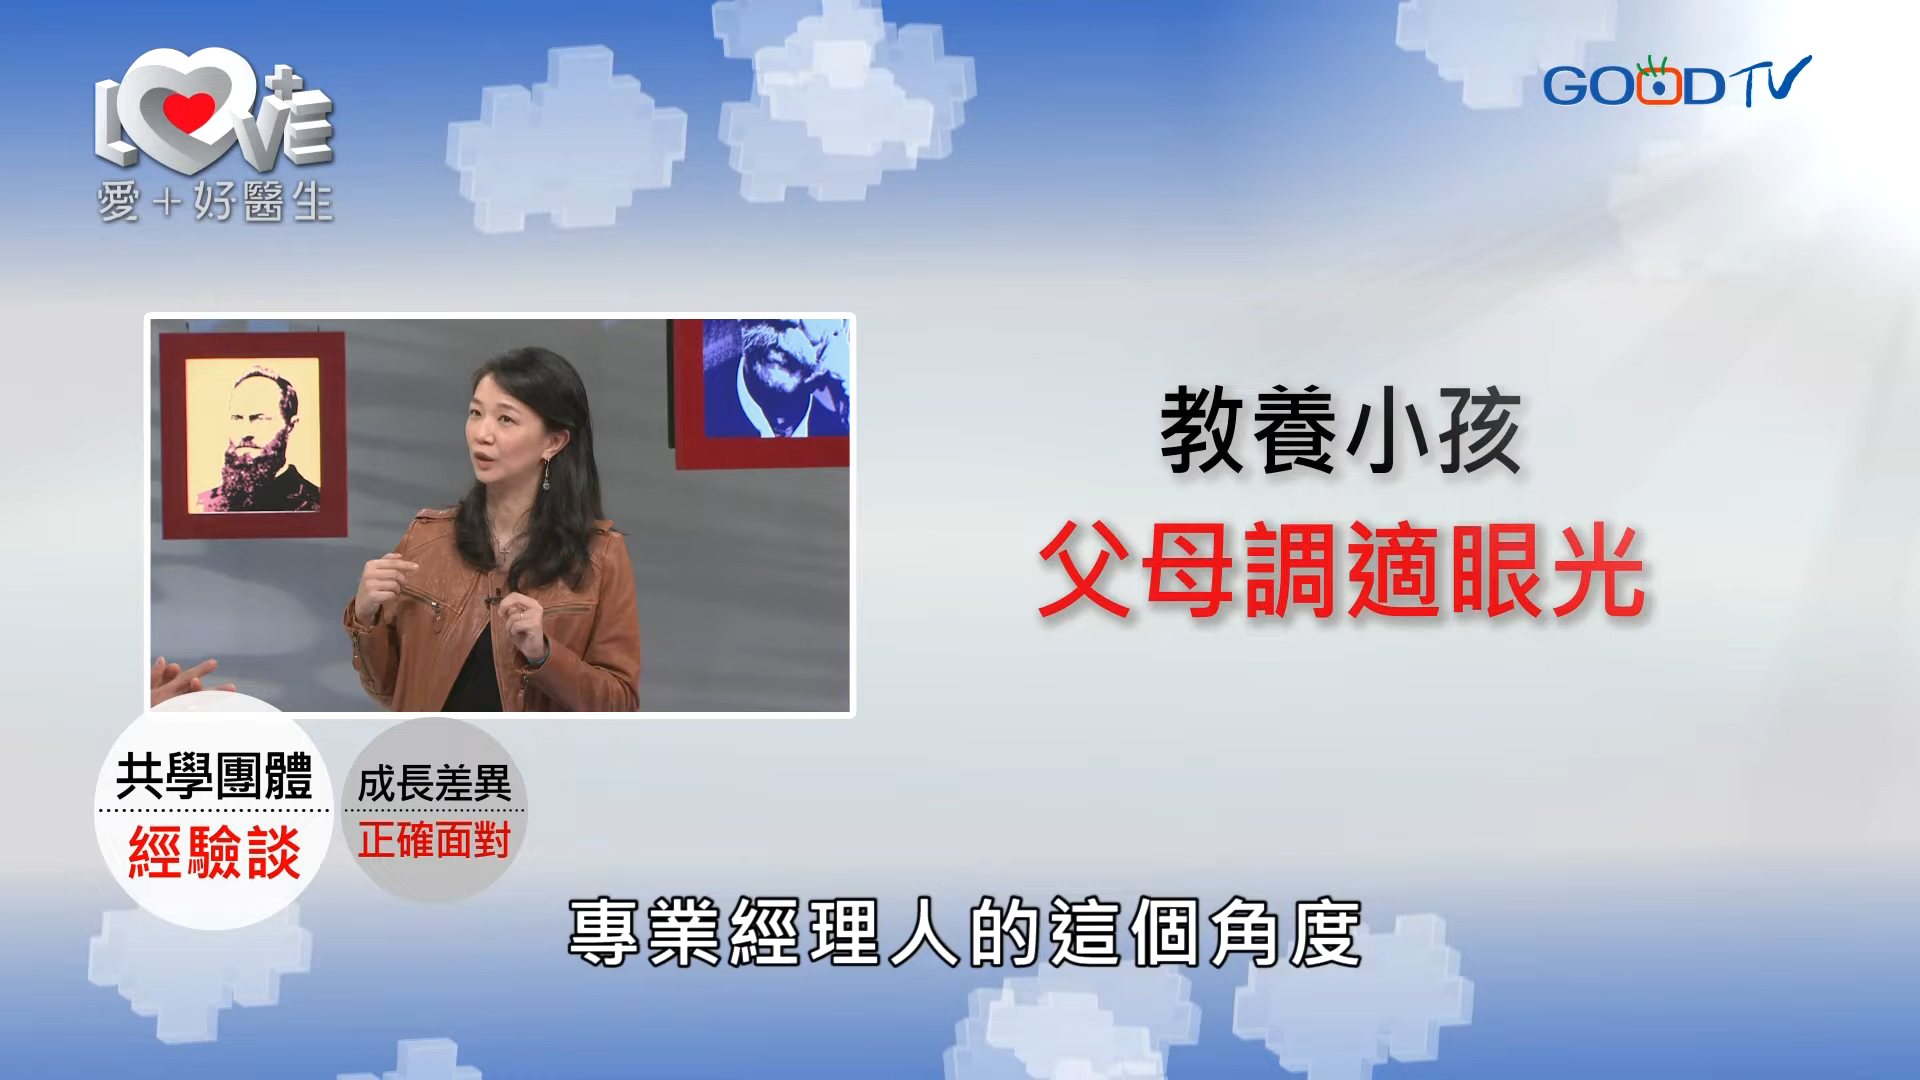 LOVE
愛+好醫生
GOODTV
教養小孩
父母調適眼光
共學團體
經驗談
成長差異
正確面對
專業經理人的這個角度